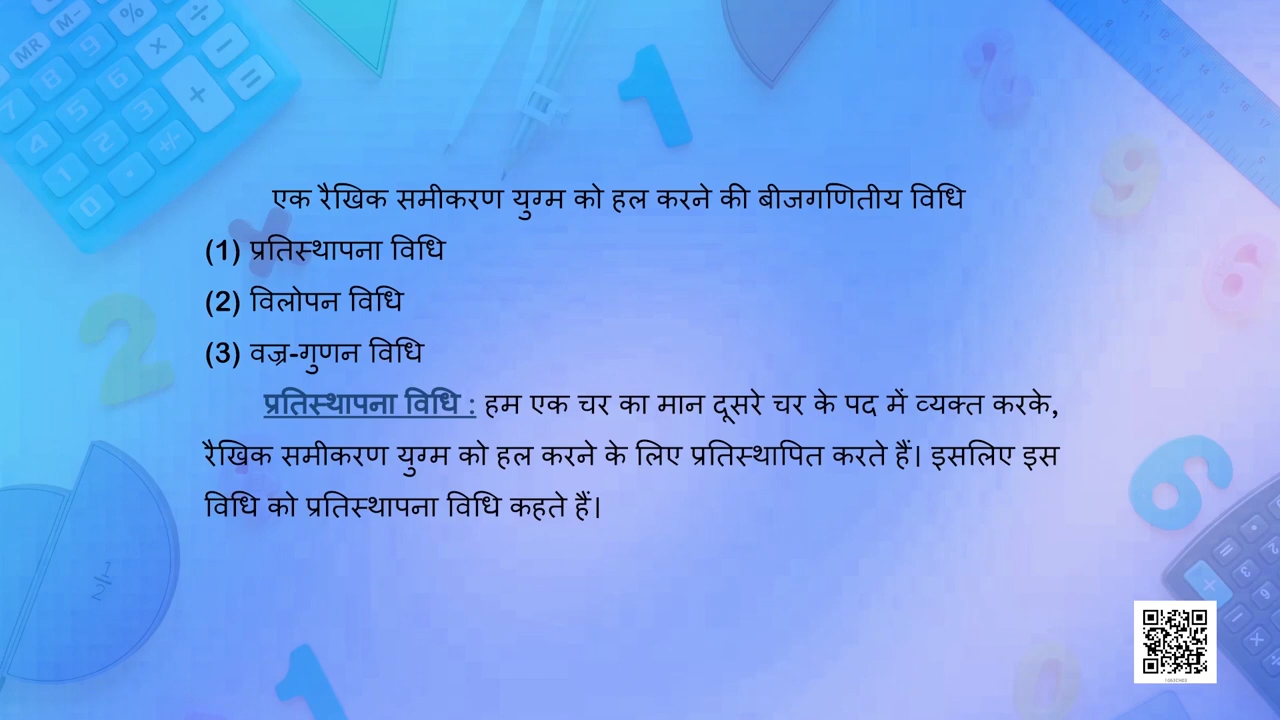 एक रैखिक समीकरण युग्म को हल करने की बीजगणितीय विधि
(1) प्रतिस्थापना विधि
(2) विलोपन विधि
(3) वज्र-गुणन विधि
प्रतिस्थापना विधि : हम एक चर का मान दूसरे चर के पद में व्यक्त करके,
रैखिक समीकरण युग्म को हल करने के लिए प्रतिस्थापित करते हैं। इसलिए इस
विधि को प्रतिस्थापना विधि कहते हैं।